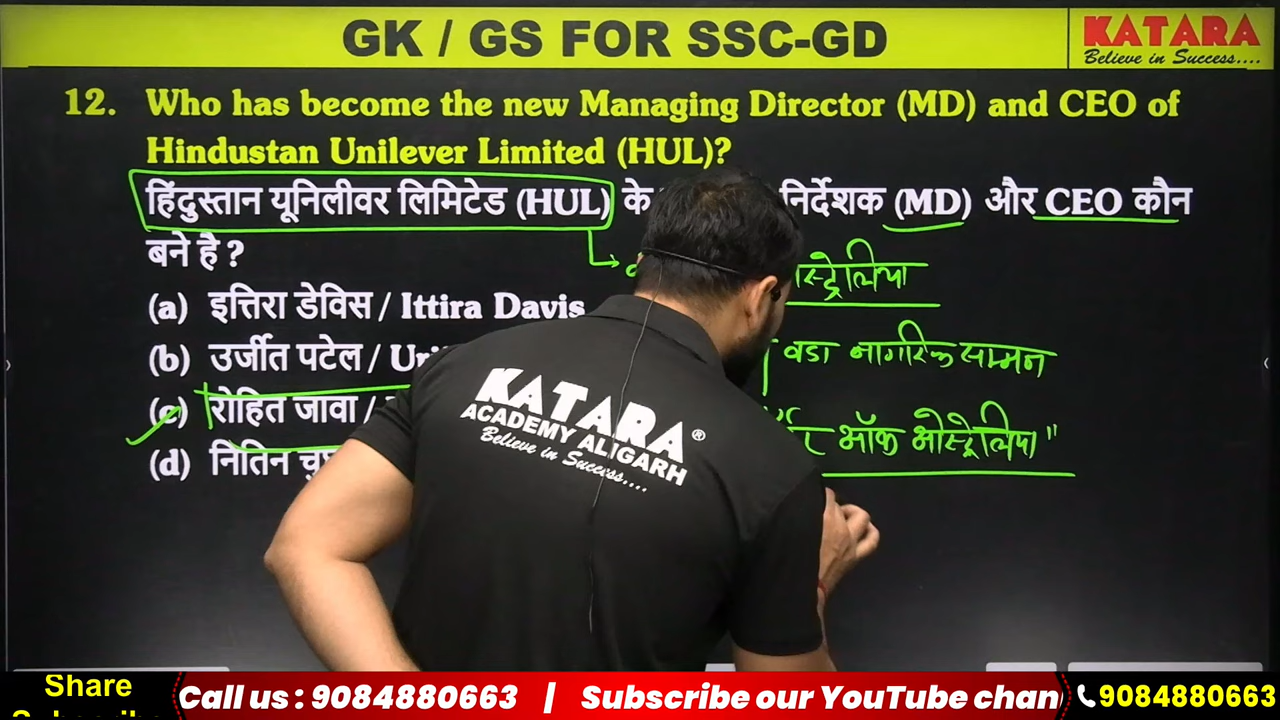 GK / GS FOR SSC-GD
KATARA
Believe in Success....
12. Who has become the new Managing Director (MD) and CEO of
Hindustan Unilever Limited (HUL)?
हिंदुस्तान यूनिलीवर लिमिटेड (HUL) के निर्देशक (MD) और CEO कौन
बने है ?
(a) इत्तिरा डेविस / Ittira Davis
(b) उर्जीत पटेल /
(c) रोहित जावा /
(d) नितिन
बडा नागरिक सम्मान
ऑफ ऑस्ट्रेलिया"
KATARA®
ACADEMY ALIGARH
Believe in Success....
Share
Call us : 9084880663 | Subscribe our YouTube
9084880663